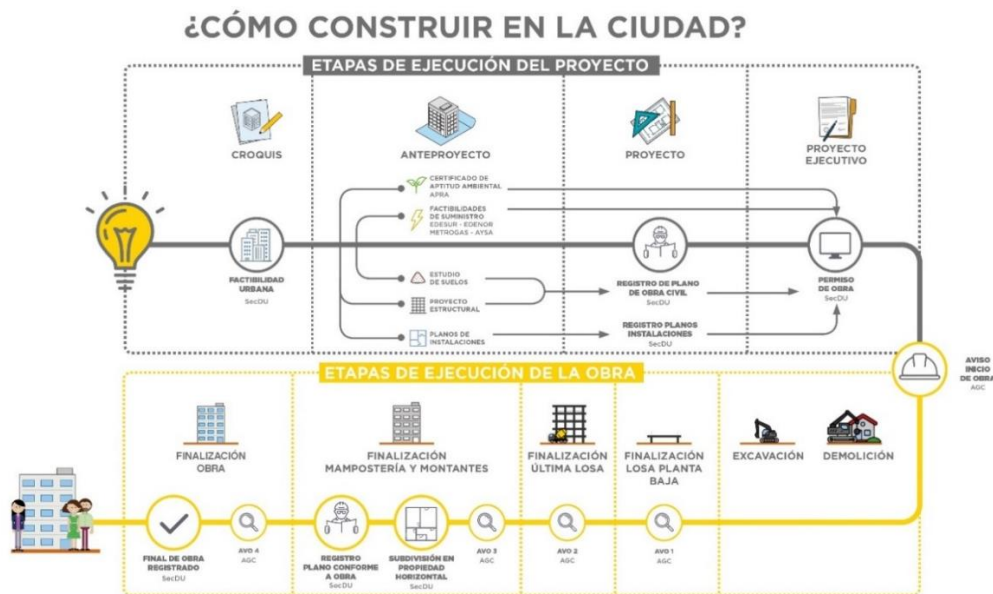 ¿CÓMO CONSTRUIR EN LA CIUDAD?
ETAPAS DE EJECUCIÓN DEL PROYECTO
CROQUIS
ANTEPROYECTO
PROYECTO
PROYECTO
EJECUTIVO
CERTIFICADO DE
APTITUD AMBIENTAL
APRA
FACTIBILIDADES
DE SUMINISTRO
EDESUR - EDENOR
METROGAS - AYSA
FACTIBILIDAD
URBANA
SecDU
ESTUDIO
DE SUELOS
PROYECTO
ESTRUCTURAL
PLANOS DE
INSTALACIONES
REGISTRO DE PLANO
DE OBRA CIVIL
SecDU
REGISTRO PLANOS
INSTALACIONES
SecDU
PERMISO
DE OBRA
SecDU
AVISO
INICIO
DE OBRA
AGC
ETAPAS DE EJECUCIÓN DE LA OBRA
FINALIZACIÓN
OBRA
FINALIZACIÓN
MAMPOSTERÍA Y MONTANTES
FINALIZACIÓN
ÚLTIMA LOSA
FINALIZACIÓN
LOSA PLANTA
BAJA
EXCAVACIÓN
DEMOLICIÓN
FINAL DE OBRA
REGISTRADO
SecDU
AVO 4
AGC
REGISTRO
PLANO CONFORME
A OBRA
SecDU
SUBDIVISIÓN EN
PROPIEDAD
HORIZONTAL
SecDU
AVO 3
AGC
AVO 2
AGC
AVO 1
AGC